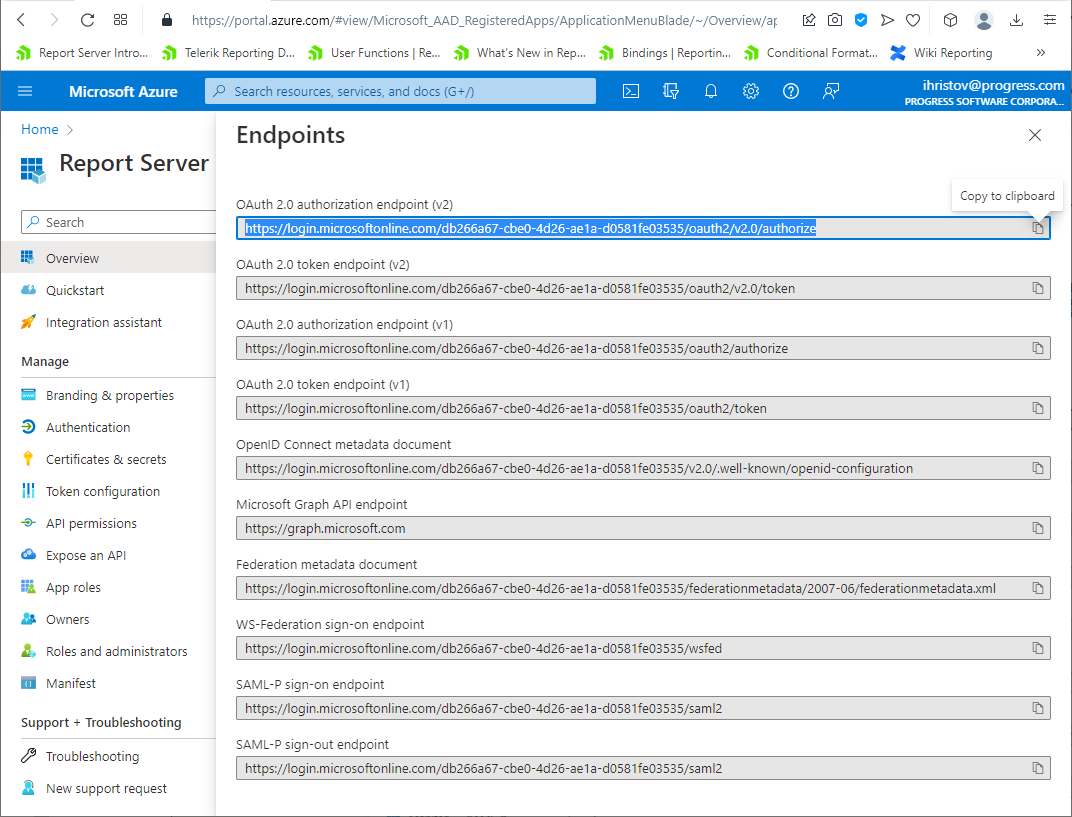 https://portal.azure.com/#view/Microsoft_AAD_RegisteredApps/ApplicationMenuBlade/~/Overview/ap
Report Server Intro... Telerik Reporting D... User Functions | Re... What's New in Rep... Bindings | Reportin... Conditional Format... Wiki Reporting »
Microsoft Azure
Search resources, services, and docs (G+/)
ihristov@progress.com
PROGRESS SOFTWARE CORPORA...
Home >
Report Server
Search
Overview
Quickstart
Integration assistant
Manage
Branding & properties
Authentication
Certificates & secrets
Token configuration
API permissions
Expose an API
App roles
Owners
Roles and administrators
Manifest
Support + Troubleshooting
Troubleshooting
New support request
Endpoints
Copy to clipboard
OAuth 2.0 authorization endpoint (v2)
https://login.microsoftonline.com/db266a67-cbe0-4d26-ae1a-d0581fe03535/oauth2/v2.0/authorize
OAuth 2.0 token endpoint (v2)
https://login.microsoftonline.com/db266a67-cbe0-4d26-ae1a-d0581fe03535/oauth2/v2.0/token
OAuth 2.0 authorization endpoint (v1)
https://login.microsoftonline.com/db266a67-cbe0-4d26-ae1a-d0581fe03535/oauth2/authorize
OAuth 2.0 token endpoint (v1)
https://login.microsoftonline.com/db266a67-cbe0-4d26-ae1a-d0581fe03535/oauth2/token
OpenID Connect metadata document
https://login.microsoftonline.com/db266a67-cbe0-4d26-ae1a-d0581fe03535/v2.0/.well-known/openid-configuration
Microsoft Graph API endpoint
https://graph.microsoft.com
Federation metadata document
https://login.microsoftonline.com/db266a67-cbe0-4d26-ae1a-d0581fe03535/federationmetadata/2007-06/federationmetadata.xml
WS-Federation sign-on endpoint
https://login.microsoftonline.com/db266a67-cbe0-4d26-ae1a-d0581fe03535/wsfed
SAML-P sign-on endpoint
https://login.microsoftonline.com/db266a67-cbe0-4d26-ae1a-d0581fe03535/saml2
SAML-P sign-out endpoint
https://login.microsoftonline.com/db266a67-cbe0-4d26-ae1a-d0581fe03535/saml2